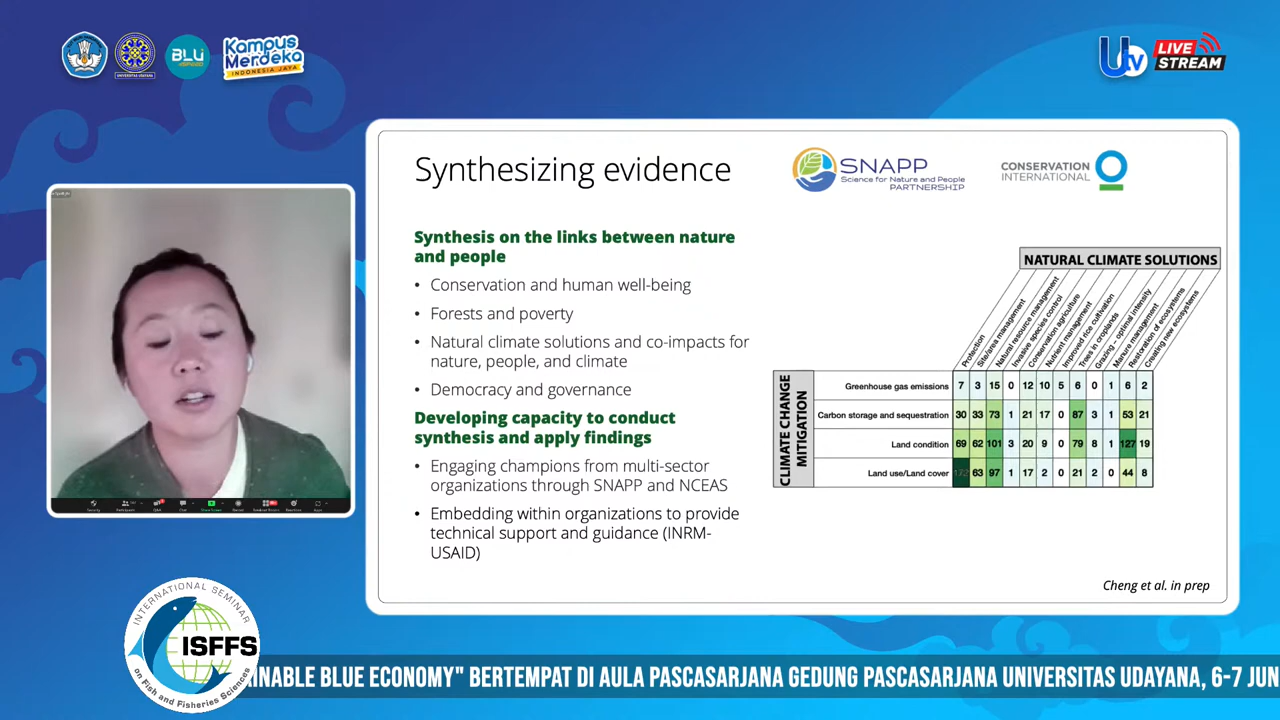 BLU
UNIVERSITAS UDAYANA
Kampus
Merdeka
INDONESIA JAYA
Utv
LIVE
STREAM
Synthesizing evidence
SNAPP
Science for Nature and People
PARTNERSHIP
CONSERVATION
INTERNATIONAL
Synthesis on the links between nature
and people
• Conservation and human well-being
• Forests and poverty
• Natural climate solutions and co-impacts for
nature, people, and climate
• Democracy and governance
Developing capacity to conduct
synthesis and apply findings
• Engaging champions from multi-sector
organizations through SNAPP and NCEAS
• Embedding within organizations to provide
technical support and guidance (INRM-
USAID)
NATURAL CLIMATE SOLUTIONS
Protection
Site/area management
Natural resource management
Invasive species control
Conservation agriculture
Nutrient management
Improved rice cultivation
Trees in croplands
Grazing - optimal intensity
Manure management
Restoration of ecosystems
Creating new ecosystems
CLIMATE CHANGE
MITIGATION
Greenhouse gas emissions 7 3 15 0 12 10 5 6 0 1 6 2
Carbon storage and sequestration 30 33 73 1 21 17 0 87 3 1 53 21
Land condition 69 62 101 3 20 9 0 79 8 1 127 19
Land use/Land cover 63 97 1 17 2 0 21 2 0 44 8
Cheng et al. in prep
INTERNATIONAL SEMINAR
ISFFS
on Fish and Fisheries Sciences
INABLE BLUE ECONOMY" BERTEMPAT DI AULA PASCASARJANA GEDUNG PASCASARJANA UNIVERSITAS UDAYANA, 6-7 JUN